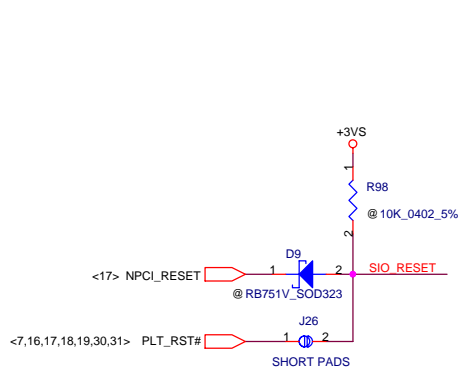 +3VS
1
R98
@ 10K_0402_5%
2
D9
<17> NPCI_RESET 1 2 SIO_RESET
@ RB751V_SOD323
J26
<7,16,17,18,19,30,31> PLT_RST# 1 2
SHORT PADS